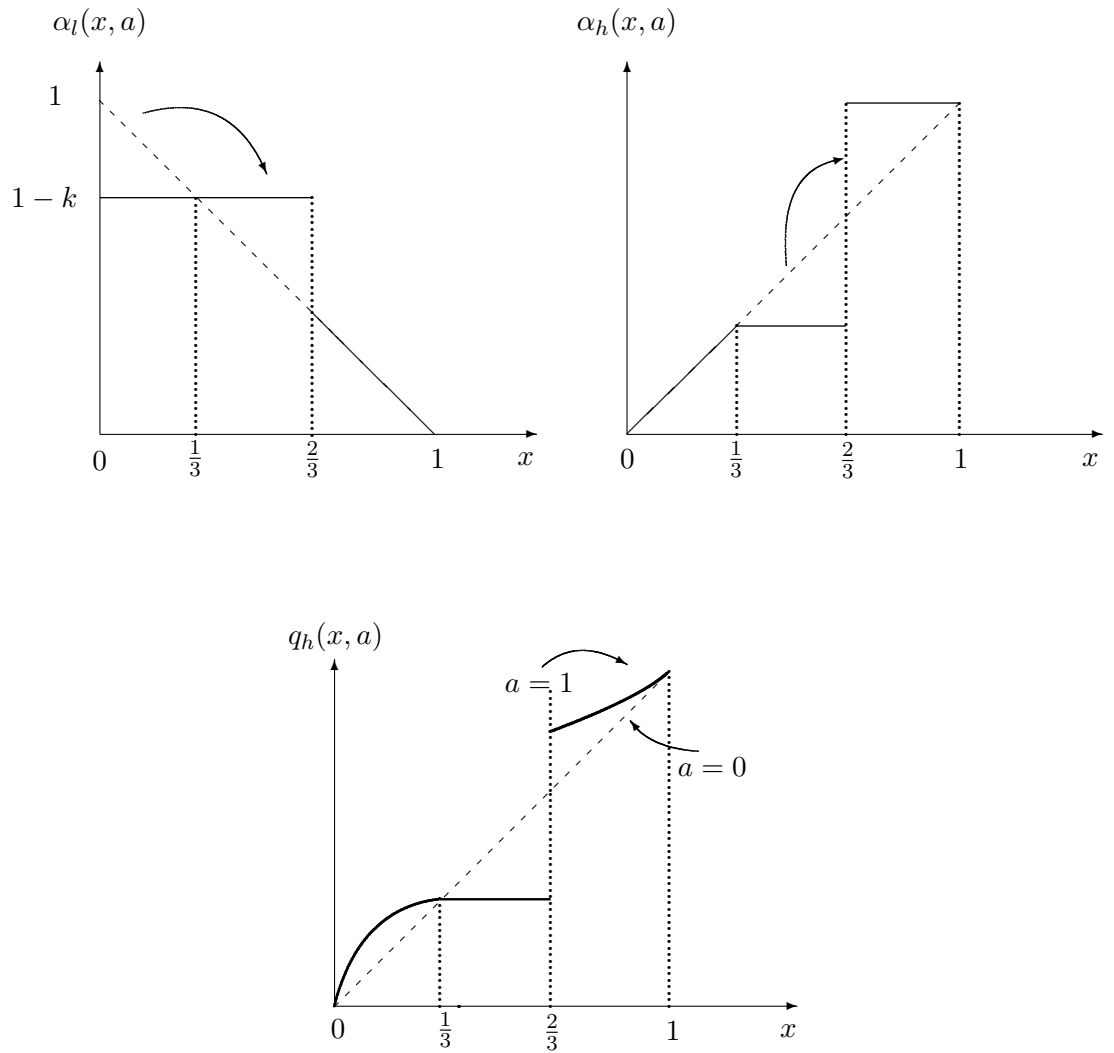 α_l(x, a)
1
1 − k
0
1/3
2/3
1
x
α_h(x, a)
0
1/3
2/3
1
x
q_h(x, a)
a = 1
a = 0
0
1/3
2/3
1
x